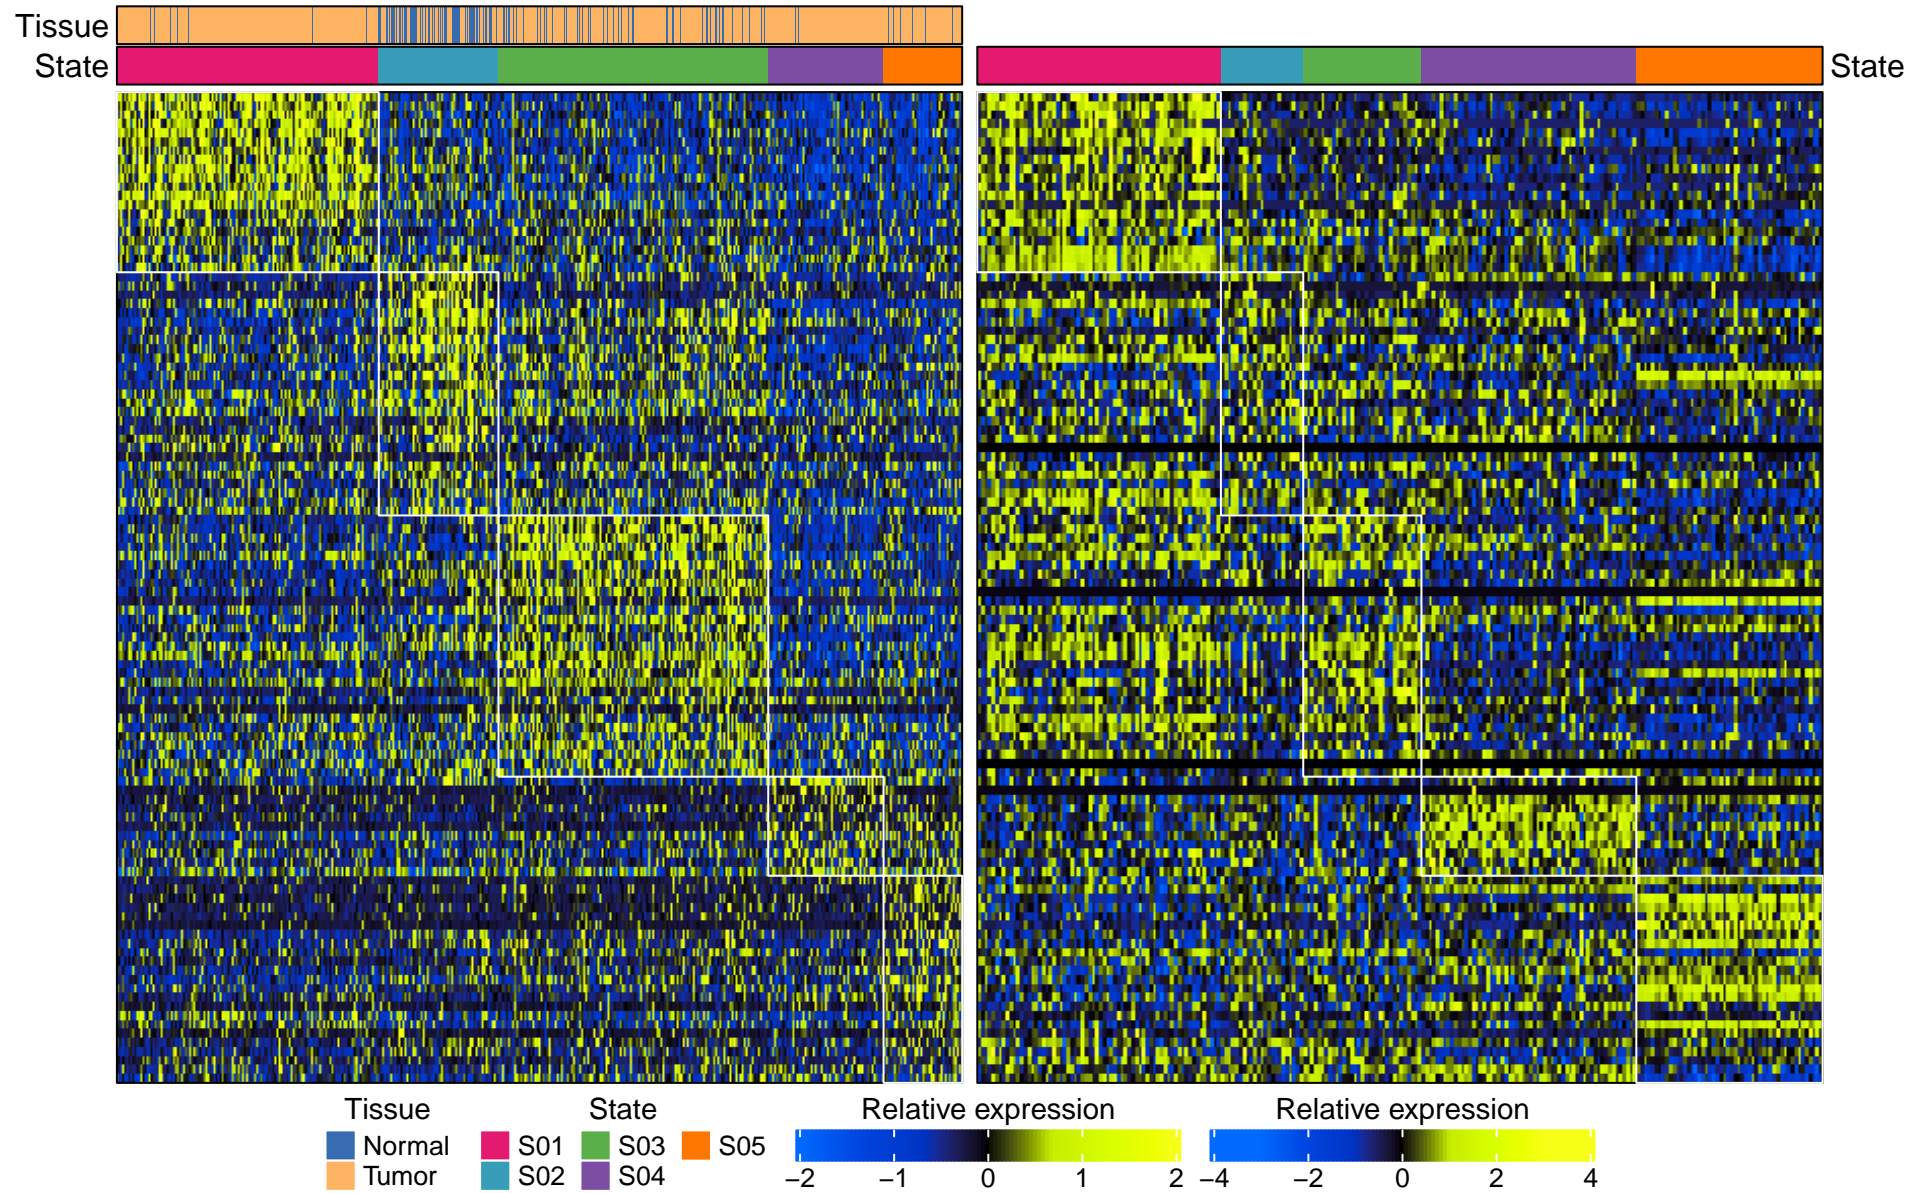 Tissue
State
State
Tissue State Relative expression Relative expression
Normal S01 S03 S05
Tumor S02 S04
−2 −1 0 1 2 −4 −2 0 2 4